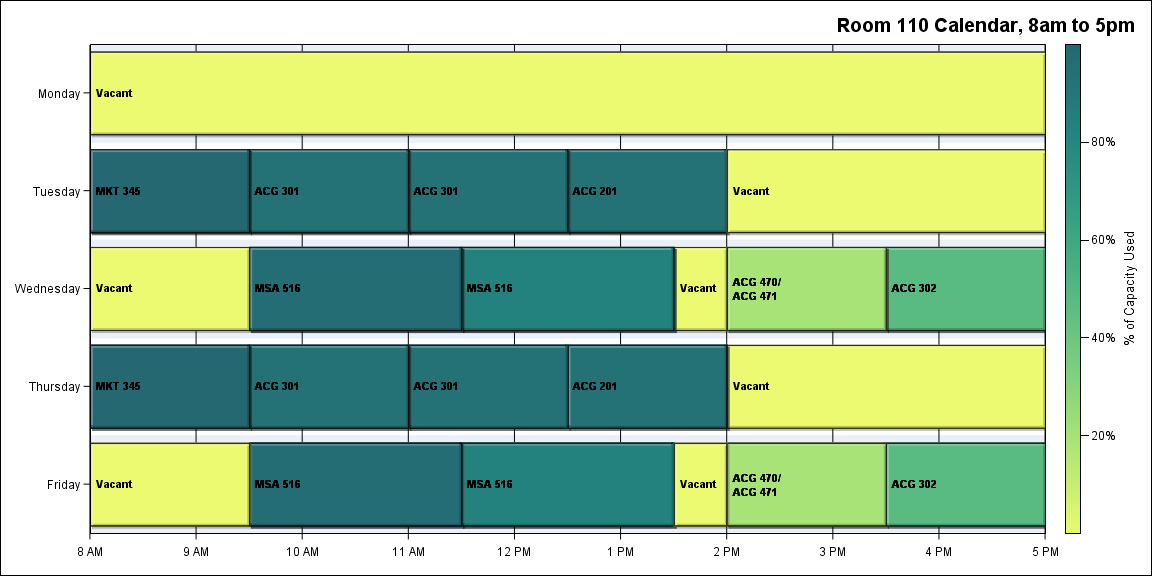 Room 110 Calendar, 8am to 5pm
Monday
Vacant
Tuesday
MKT 345
ACG 301
ACG 301
ACG 201
Vacant
Wednesday
Vacant
MSA 516
MSA 516
Vacant
ACG 470/
ACG 471
ACG 302
Thursday
MKT 345
ACG 301
ACG 301
ACG 201
Vacant
Friday
Vacant
MSA 516
MSA 516
Vacant
ACG 470/
ACG 471
ACG 302
8 AM
9 AM
10 AM
11 AM
12 PM
1 PM
2 PM
3 PM
4 PM
5 PM
80%
60%
40%
20%
% of Capacity Used